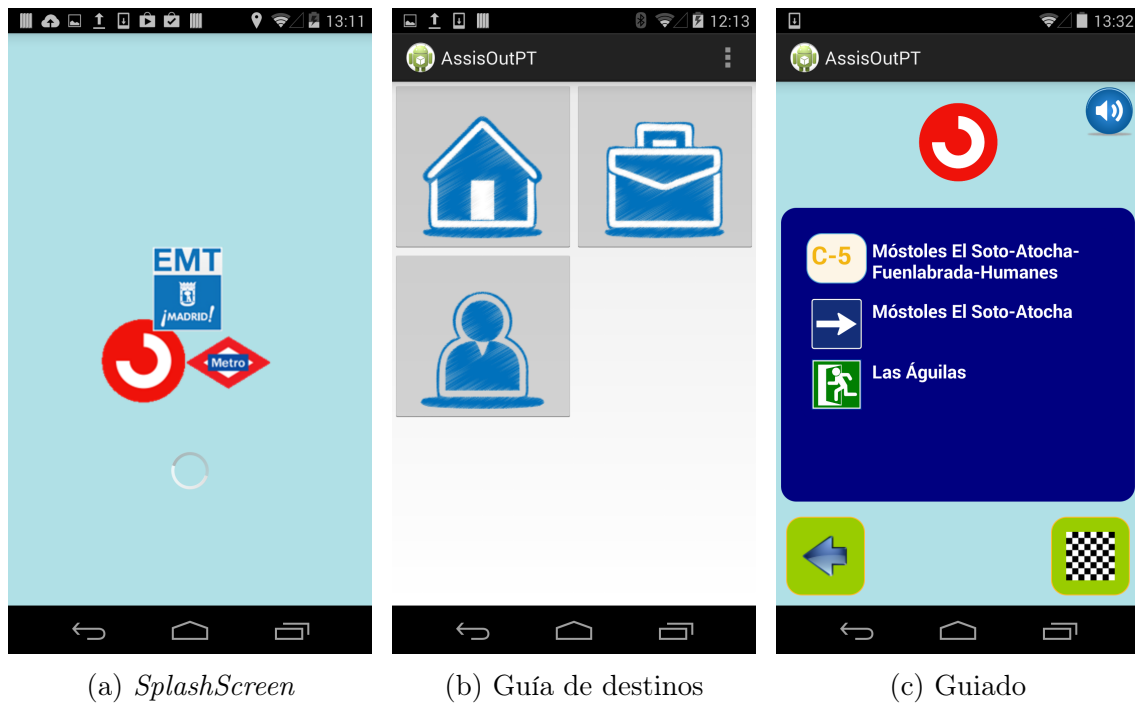 13:11
EMT
¡MADRID!
Metro
(a) SplashScreen
12:13
AssisOutPT
(b) Guía de destinos
13:32
AssisOutPT
C-5 Móstoles El Soto-Atocha-
Fuenlabrada-Humanes
Móstoles El Soto-Atocha
Las Águilas
(c) Guiado